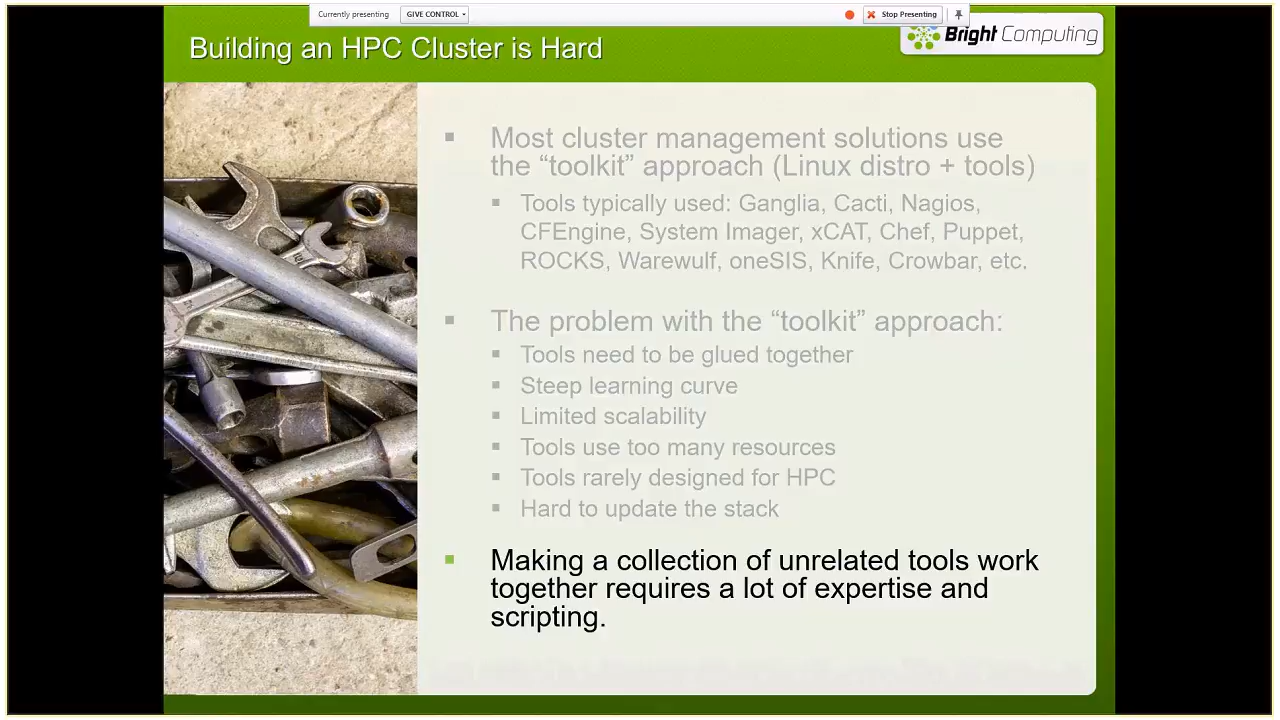 Currently presenting GIVE CONTROL Stop Presenting
Building an HPC Cluster is Hard
Bright Computing
▪ Most cluster management solutions use
the “toolkit” approach (Linux distro + tools)
▪ Tools typically used: Ganglia, Cacti, Nagios,
CFEngine, System Imager, xCAT, Chef, Puppet,
ROCKS, Warewulf, oneSIS, Knife, Crowbar, etc.
▪ The problem with the “toolkit” approach:
▪ Tools need to be glued together
▪ Steep learning curve
▪ Limited scalability
▪ Tools use too many resources
▪ Tools rarely designed for HPC
▪ Hard to update the stack
▪ Making a collection of unrelated tools work
together requires a lot of expertise and
scripting.